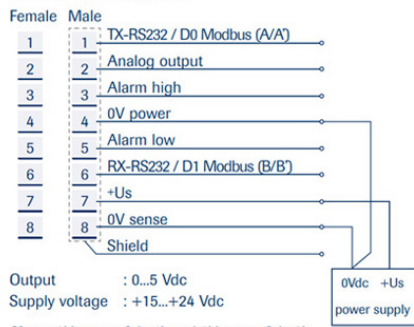 Female Male
1 1 TX-RS232 / D0 Modbus (A/A')
2 2 Analog output
3 3 Alarm high
4 4 0V power
5 5 Alarm low
6 6 RX-RS232 / D1 Modbus (B/B')
7 7 +Us
8 8 0V sense
Shield
Output : 0...5 Vdc
Supply voltage : +15...+24 Vdc
0Vdc +Us
power supply